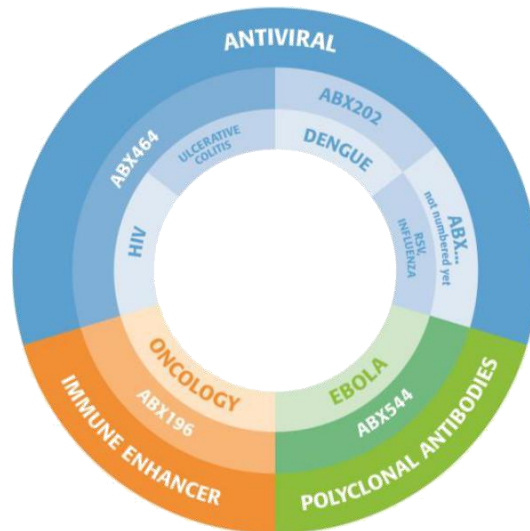 ANTIVIRAL
ABX464
HIV
ULCERATIVE
COLITIS
ABX202
DENGUE
ABX...
not numbered yet
RSV,
INFLUENZA
IMMUNE ENHANCER
ABX196
ONCOLOGY
POLYCLONAL ANTIBODIES
ABX544
EBOLA